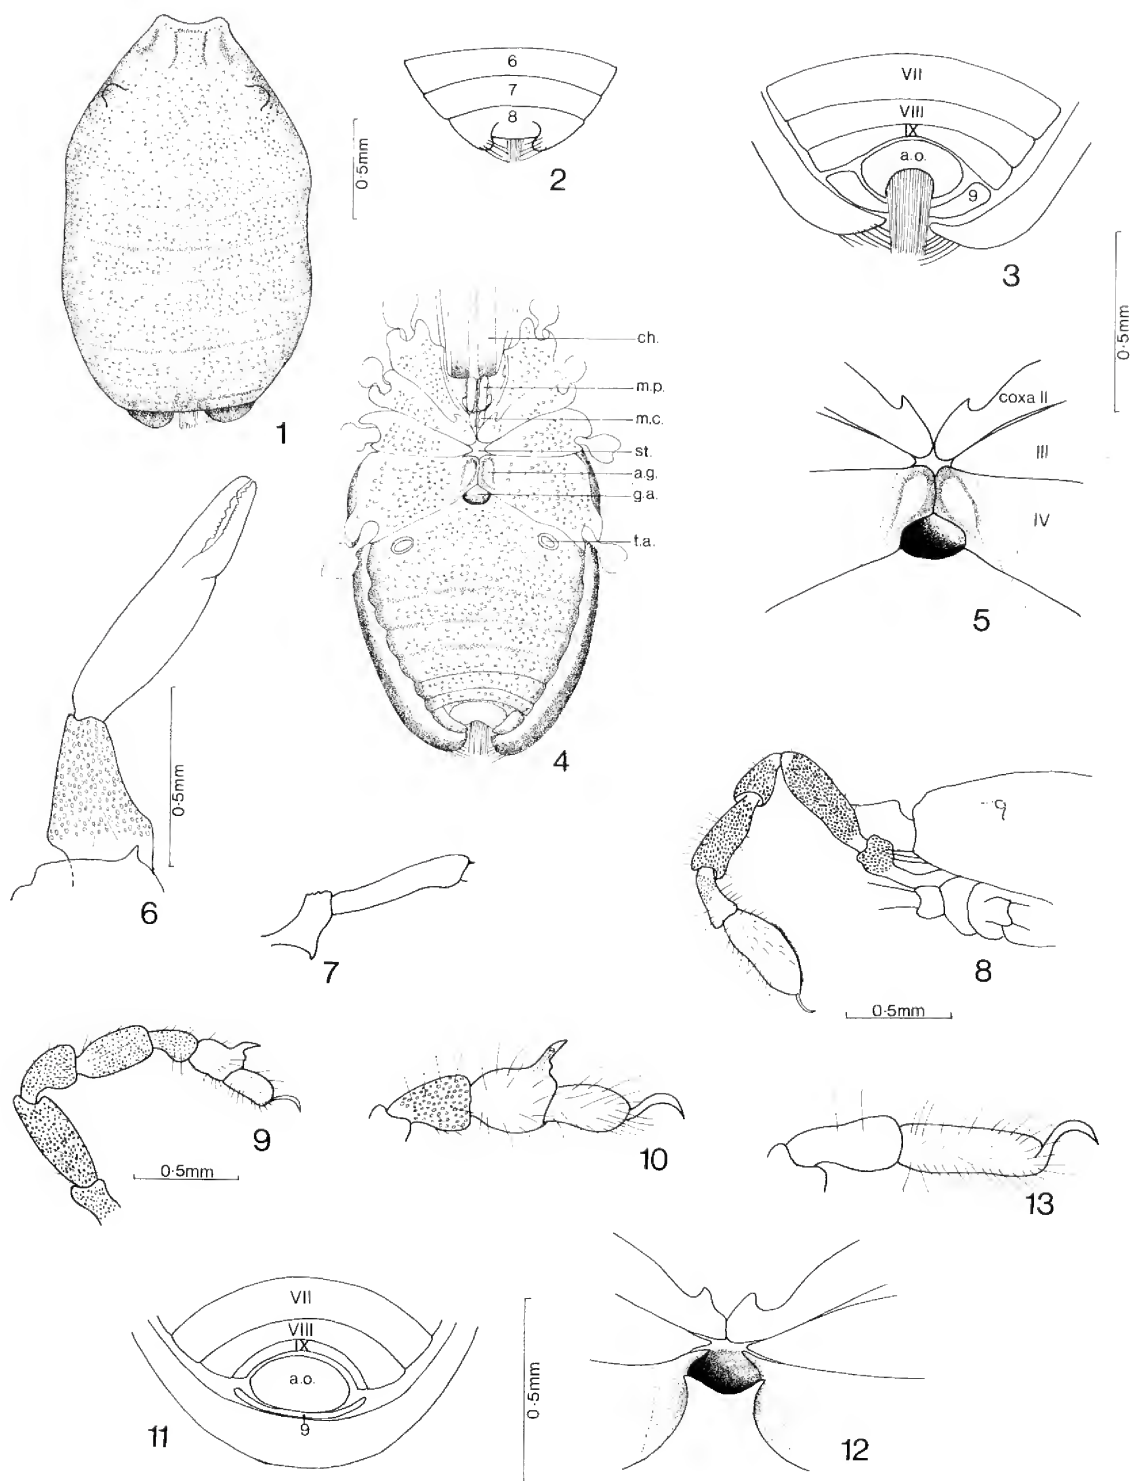 6
7
8
0·5mm
2
VII
VIII
IX
a.o.
9
3
0·5mm
1
ch.
m.p.
m.c.
st.
a.g.
g.a.
t.a.
4
coxa II
III
IV
5
0·5mm
6
7
8
0·5mm
9
0·5mm
10
13
VII
VIII
IX
a.o.
9
11
0·5mm
12